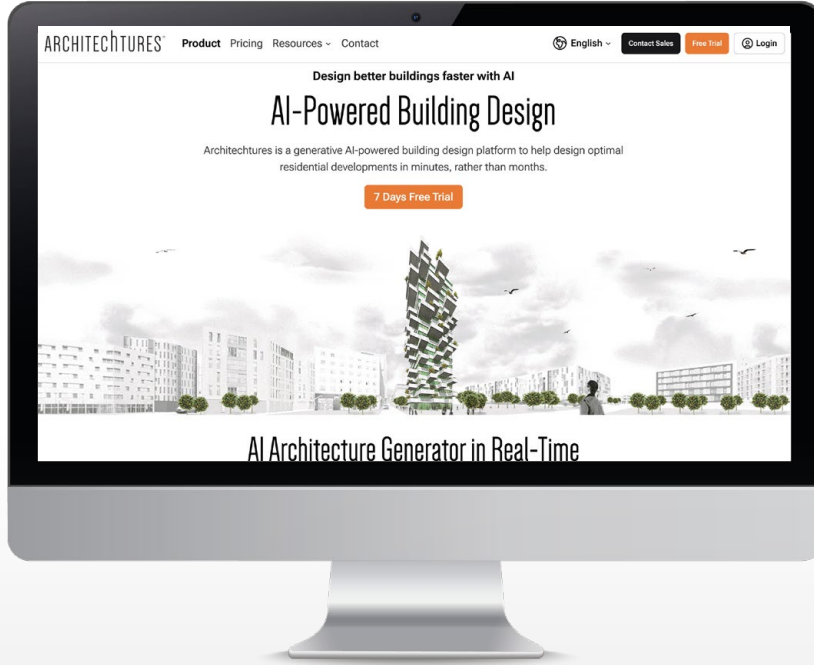 ARCHITEChTURES™ Product Pricing Resources Contact English Contact Sales Free Trial Login
Design better buildings faster with AI
AI-Powered Building Design
Architechtures is a generative AI-powered building design platform to help design optimal
residential developments in minutes, rather than months.
7 Days Free Trial
AI Architecture Generator in Real-Time